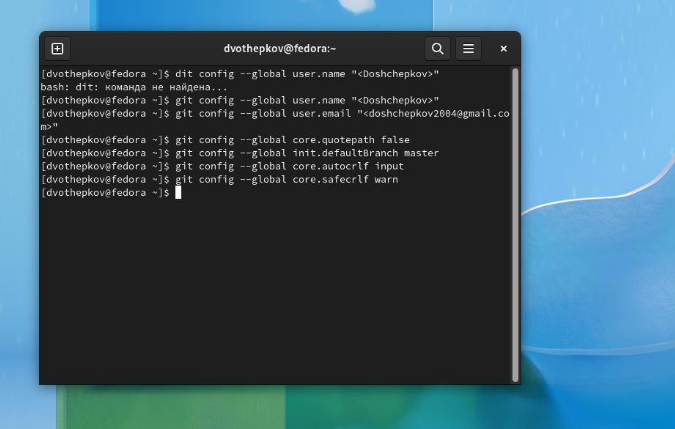 dvothepkov@fedora:~
[dvothepkov@fedora ~]$ dit config --global user.name "<Doshchepkov>"
bash: dit: команда не найдена...
[dvothepkov@fedora ~]$ git config --global user.name "<Doshchepkov>"
[dvothepkov@fedora ~]$ git config --global user.email "<doshchepkov2004@gmail.co
m>"
[dvothepkov@fedora ~]$ git config --global core.quotepath false
[dvothepkov@fedora ~]$ git config --global init.defaultBranch master
[dvothepkov@fedora ~]$ git config --global core.autocrlf input
[dvothepkov@fedora ~]$ git config --global core.safecrlf warn
[dvothepkov@fedora ~]$